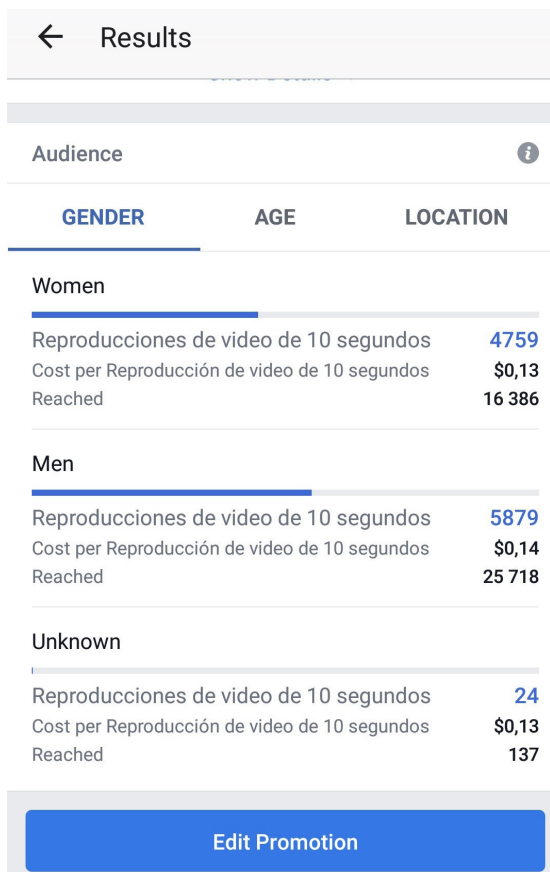 Results
Audience
GENDER AGE LOCATION
Women
Reproducciones de video de 10 segundos 4759
Cost per Reproducción de video de 10 segundos $0,13
Reached 16 386
Men
Reproducciones de video de 10 segundos 5879
Cost per Reproducción de video de 10 segundos $0,14
Reached 25 718
Unknown
Reproducciones de video de 10 segundos 24
Cost per Reproducción de video de 10 segundos $0,13
Reached 137
Edit Promotion